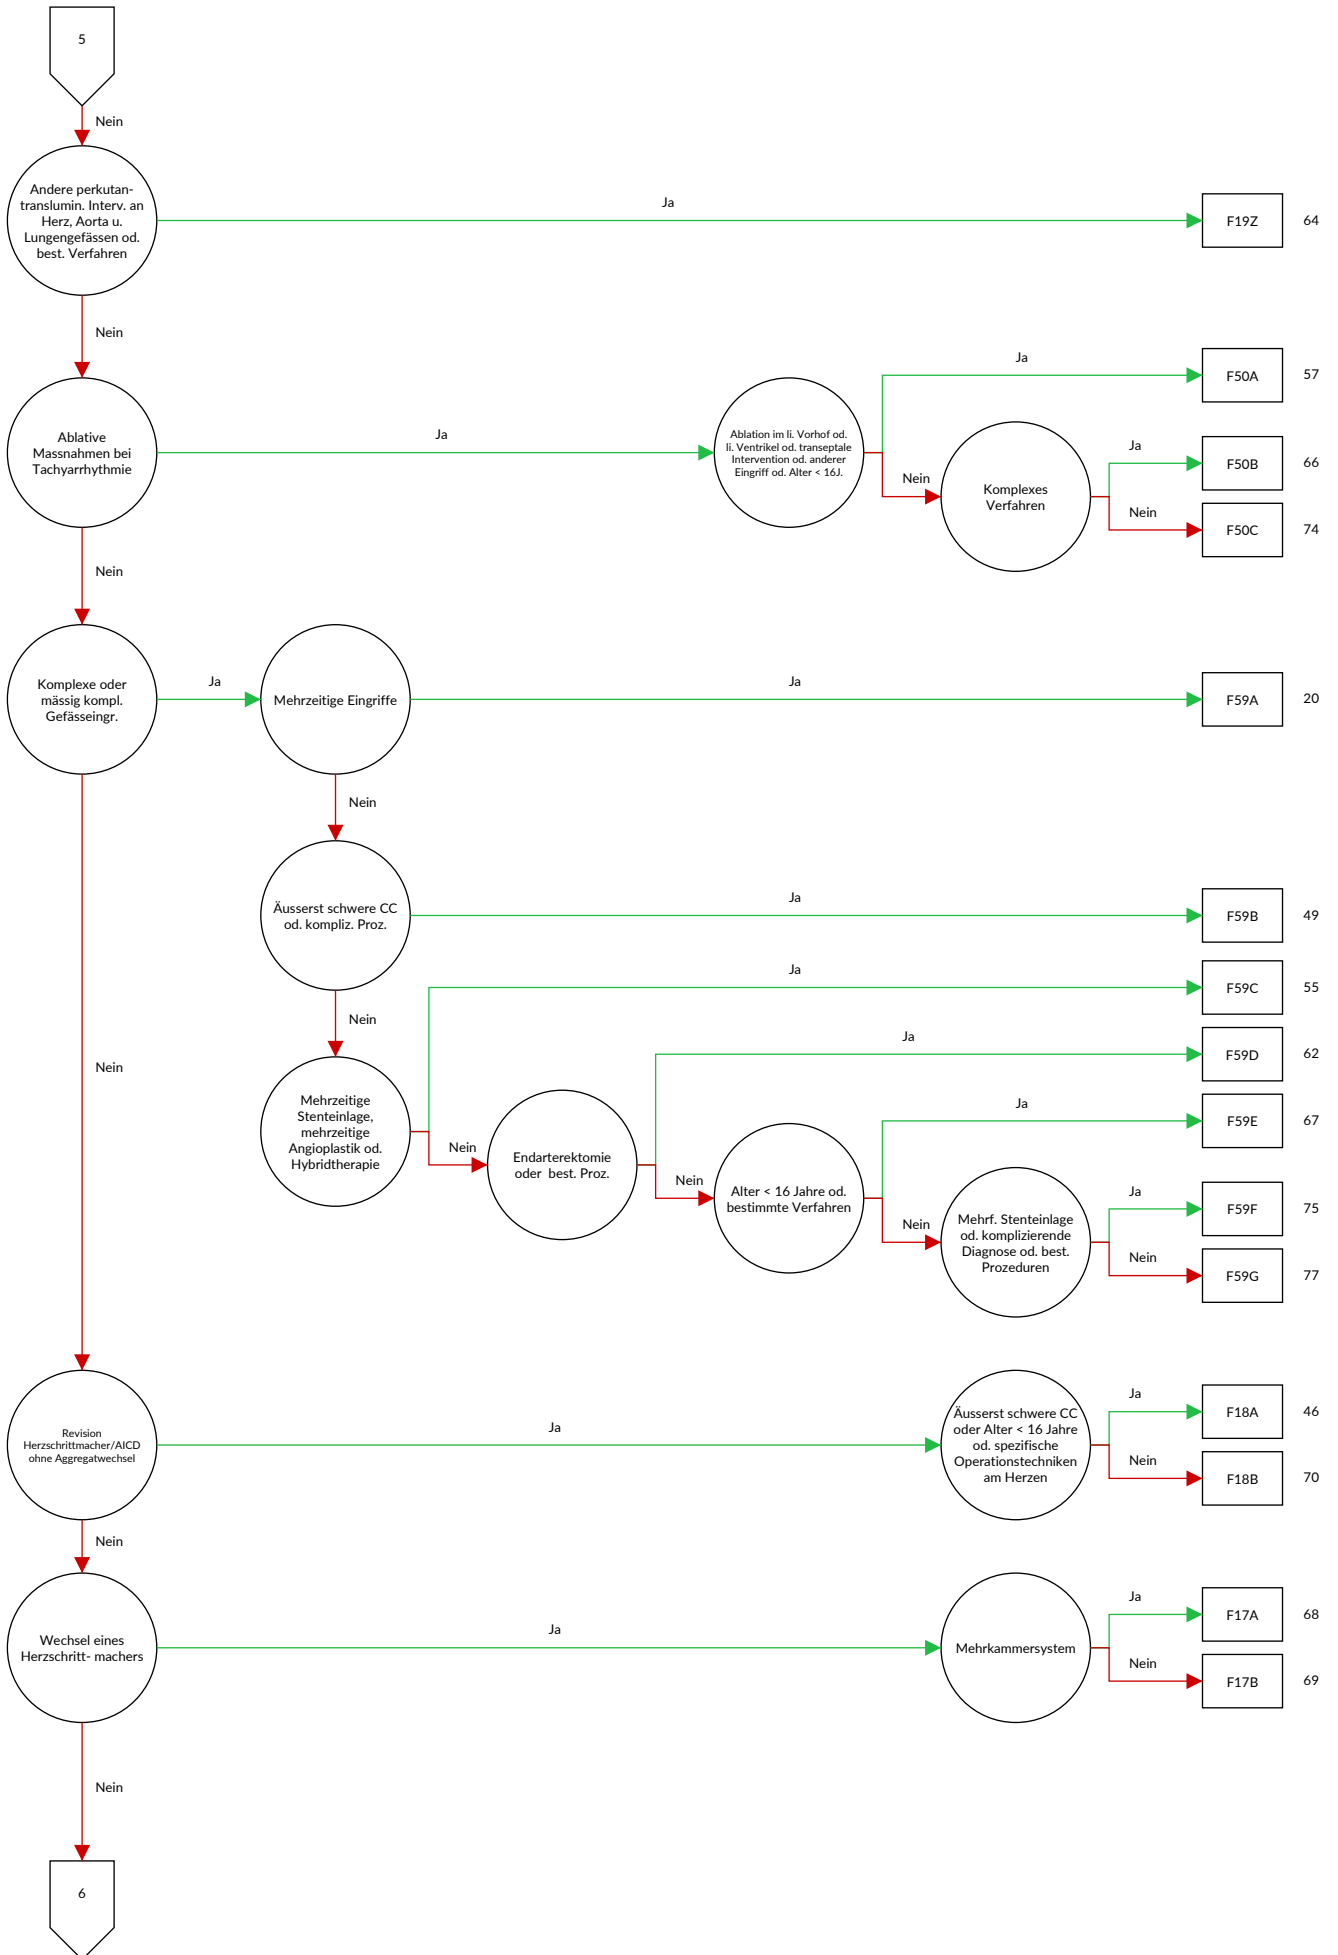 5
Nein
Andere perkutan-
translumin. Interv. an
Herz, Aorta u.
Lungengefässen od.
best. Verfahren
Ja
F19Z
64
Nein
Ablative
Massnahmen bei
Tachyarrhythmie
Ja
Ablation im li. Vorhof od.
li. Ventrikel od. transeptale
Intervention od. anderer
Eingriff od. Alter < 16J.
Ja
F50A
57
Nein
Komplexes
Verfahren
Ja
F50B
66
Nein
F50C
74
Nein
Komplexe oder
mässig kompl.
Gefässeingr.
Ja
Mehrzeitige Eingriffe
Ja
F59A
20
Nein
Äusserst schwere CC
od. kompliz. Proz.
Ja
F59B
49
Nein
Mehrzeitige
Stenteinlage,
mehrzeitige
Angioplastik od.
Hybridtherapie
Ja
F59C
55
Nein
Endarterektomie
oder best. Proz.
Ja
F59D
62
Nein
Alter < 16 Jahre od.
bestimmte Verfahren
Ja
F59E
67
Nein
Mehrf. Stenteinlage
od. komplizierende
Diagnose od. best.
Prozeduren
Ja
F59F
75
Nein
F59G
77
Nein
Revision
Herzschrittmacher/AICD
ohne Aggregatwechsel
Ja
Äusserst schwere CC
oder Alter < 16 Jahre
od. spezifische
Operationstechniken
am Herzen
Ja
F18A
46
Nein
F18B
70
Nein
Wechsel eines
Herzschritt- machers
Ja
Mehrkammersystem
Ja
F17A
68
Nein
F17B
69
Nein
6